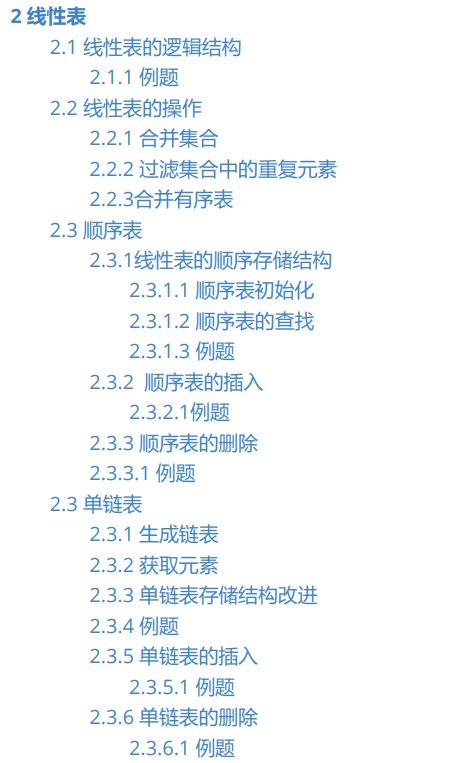 2 线性表
2.1 线性表的逻辑结构
2.1.1 例题
2.2 线性表的操作
2.2.1 合并集合
2.2.2 过滤集合中的重复元素
2.2.3合并有序表
2.3 顺序表
2.3.1线性表的顺序存储结构
2.3.1.1 顺序表初始化
2.3.1.2 顺序表的查找
2.3.1.3 例题
2.3.2 顺序表的插入
2.3.2.1例题
2.3.3 顺序表的删除
2.3.3.1 例题
2.3 单链表
2.3.1 生成链表
2.3.2 获取元素
2.3.3 单链表存储结构改进
2.3.4 例题
2.3.5 单链表的插入
2.3.5.1 例题
2.3.6 单链表的删除
2.3.6.1 例题